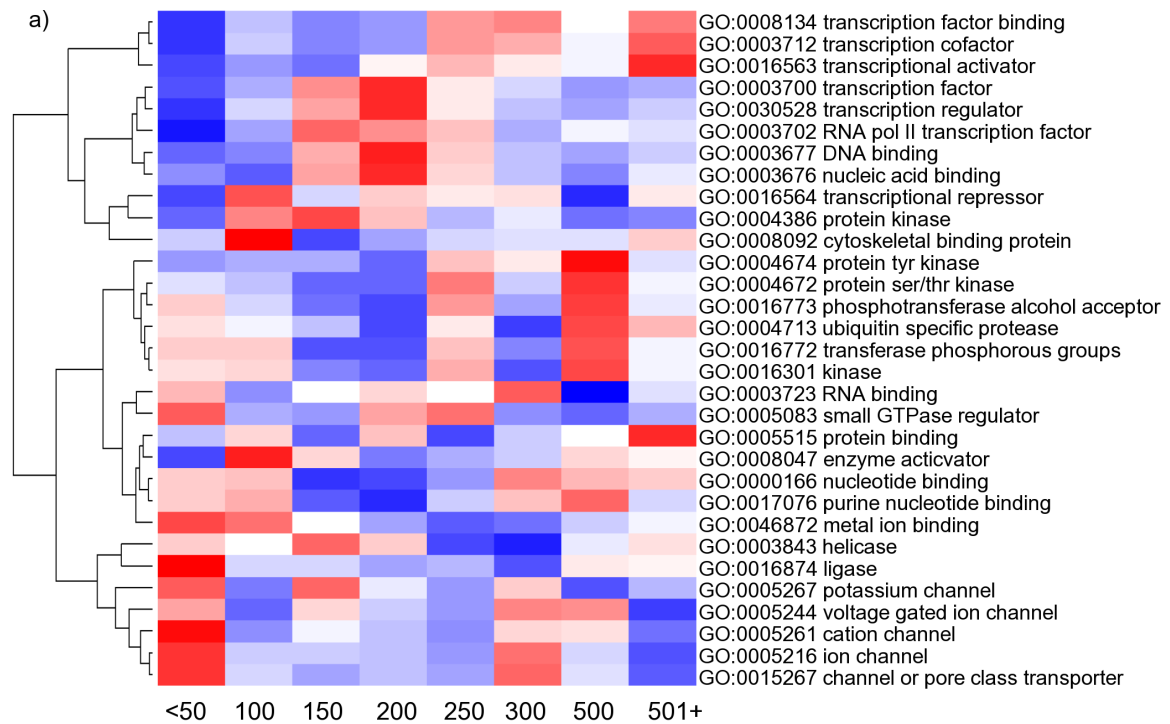 a)
GO:0008134 transcription factor binding
GO:0003712 transcription cofactor
GO:0016563 transcriptional activator
GO:0003700 transcription factor
GO:0030528 transcription regulator
GO:0003702 RNA pol II transcription factor
GO:0003677 DNA binding
GO:0003676 nucleic acid binding
GO:0016564 transcriptional repressor
GO:0004386 protein kinase
GO:0008092 cytoskeletal binding protein
GO:0004674 protein tyr kinase
GO:0004672 protein ser/thr kinase
GO:0016773 phosphotransferase alcohol acceptor
GO:0004713 ubiquitin specific protease
GO:0016772 transferase phosphorous groups
GO:0016301 kinase
GO:0003723 RNA binding
GO:0005083 small GTPase regulator
GO:0005515 protein binding
GO:0008047 enzyme acticvator
GO:0000166 nucleotide binding
GO:0017076 purine nucleotide binding
GO:0046872 metal ion binding
GO:0003843 helicase
GO:0016874 ligase
GO:0005267 potassium channel
GO:0005244 voltage gated ion channel
GO:0005261 cation channel
GO:0005216 ion channel
GO:0015267 channel or pore class transporter
<50 100 150 200 250 300 500 501+